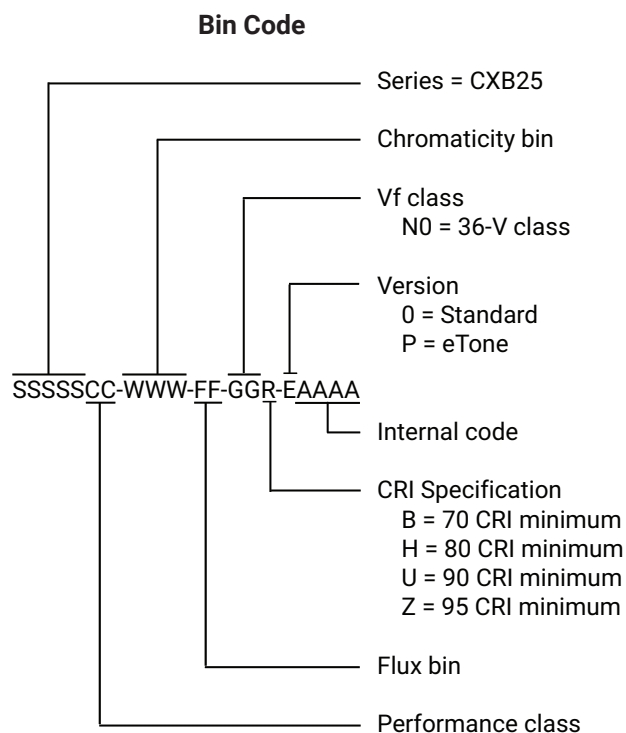 Bin Code
Series = CXB25
Chromaticity bin
Vf class
N0 = 36-V class
Version
0 = Standard
P = eTone
SSSSSCC-WWW-FF-GGR-EAAAA
Internal code
CRI Specification
B = 70 CRI minimum
H = 80 CRI minimum
U = 90 CRI minimum
Z = 95 CRI minimum
Flux bin
Performance class